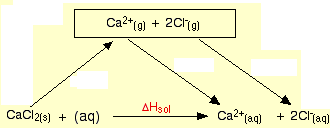 Ca²⁺(g) + 2Cl⁻(g)
ΔHsol
CaCl₂(s) + (aq) Ca²⁺(aq) + 2Cl⁻(aq)